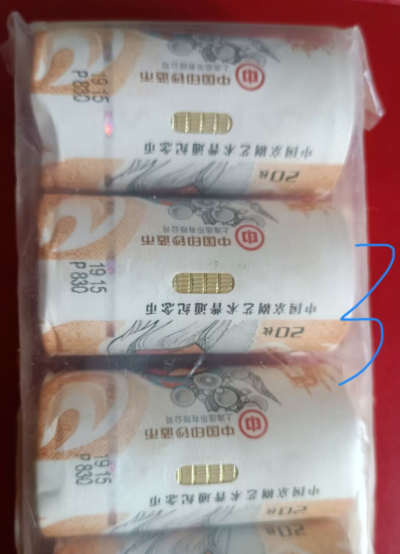 20枚
中国京剧艺术普通纪念币
中国印钞造币
上海造币有限公司
19 15
P 830
20枚
中国京剧艺术普通纪念币
中国印钞造币
上海造币有限公司
19 15
P 830
20枚
中国京剧艺术普通纪念币
中国印钞造币
上海造币有限公司
19 15
P 830
3